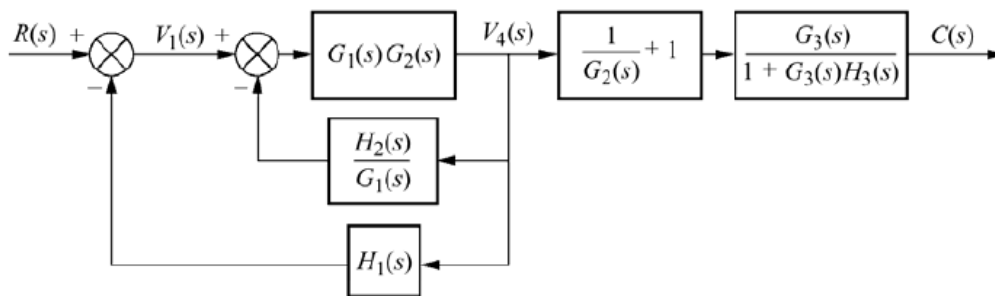 R(s) + V₁(s) + G₁(s)G₂(s) V₄(s) 1/G₂(s) + 1 G₃(s)/(1 + G₃(s)H₃(s)) C(s)
− −
H₂(s)/G₁(s)
H₁(s)